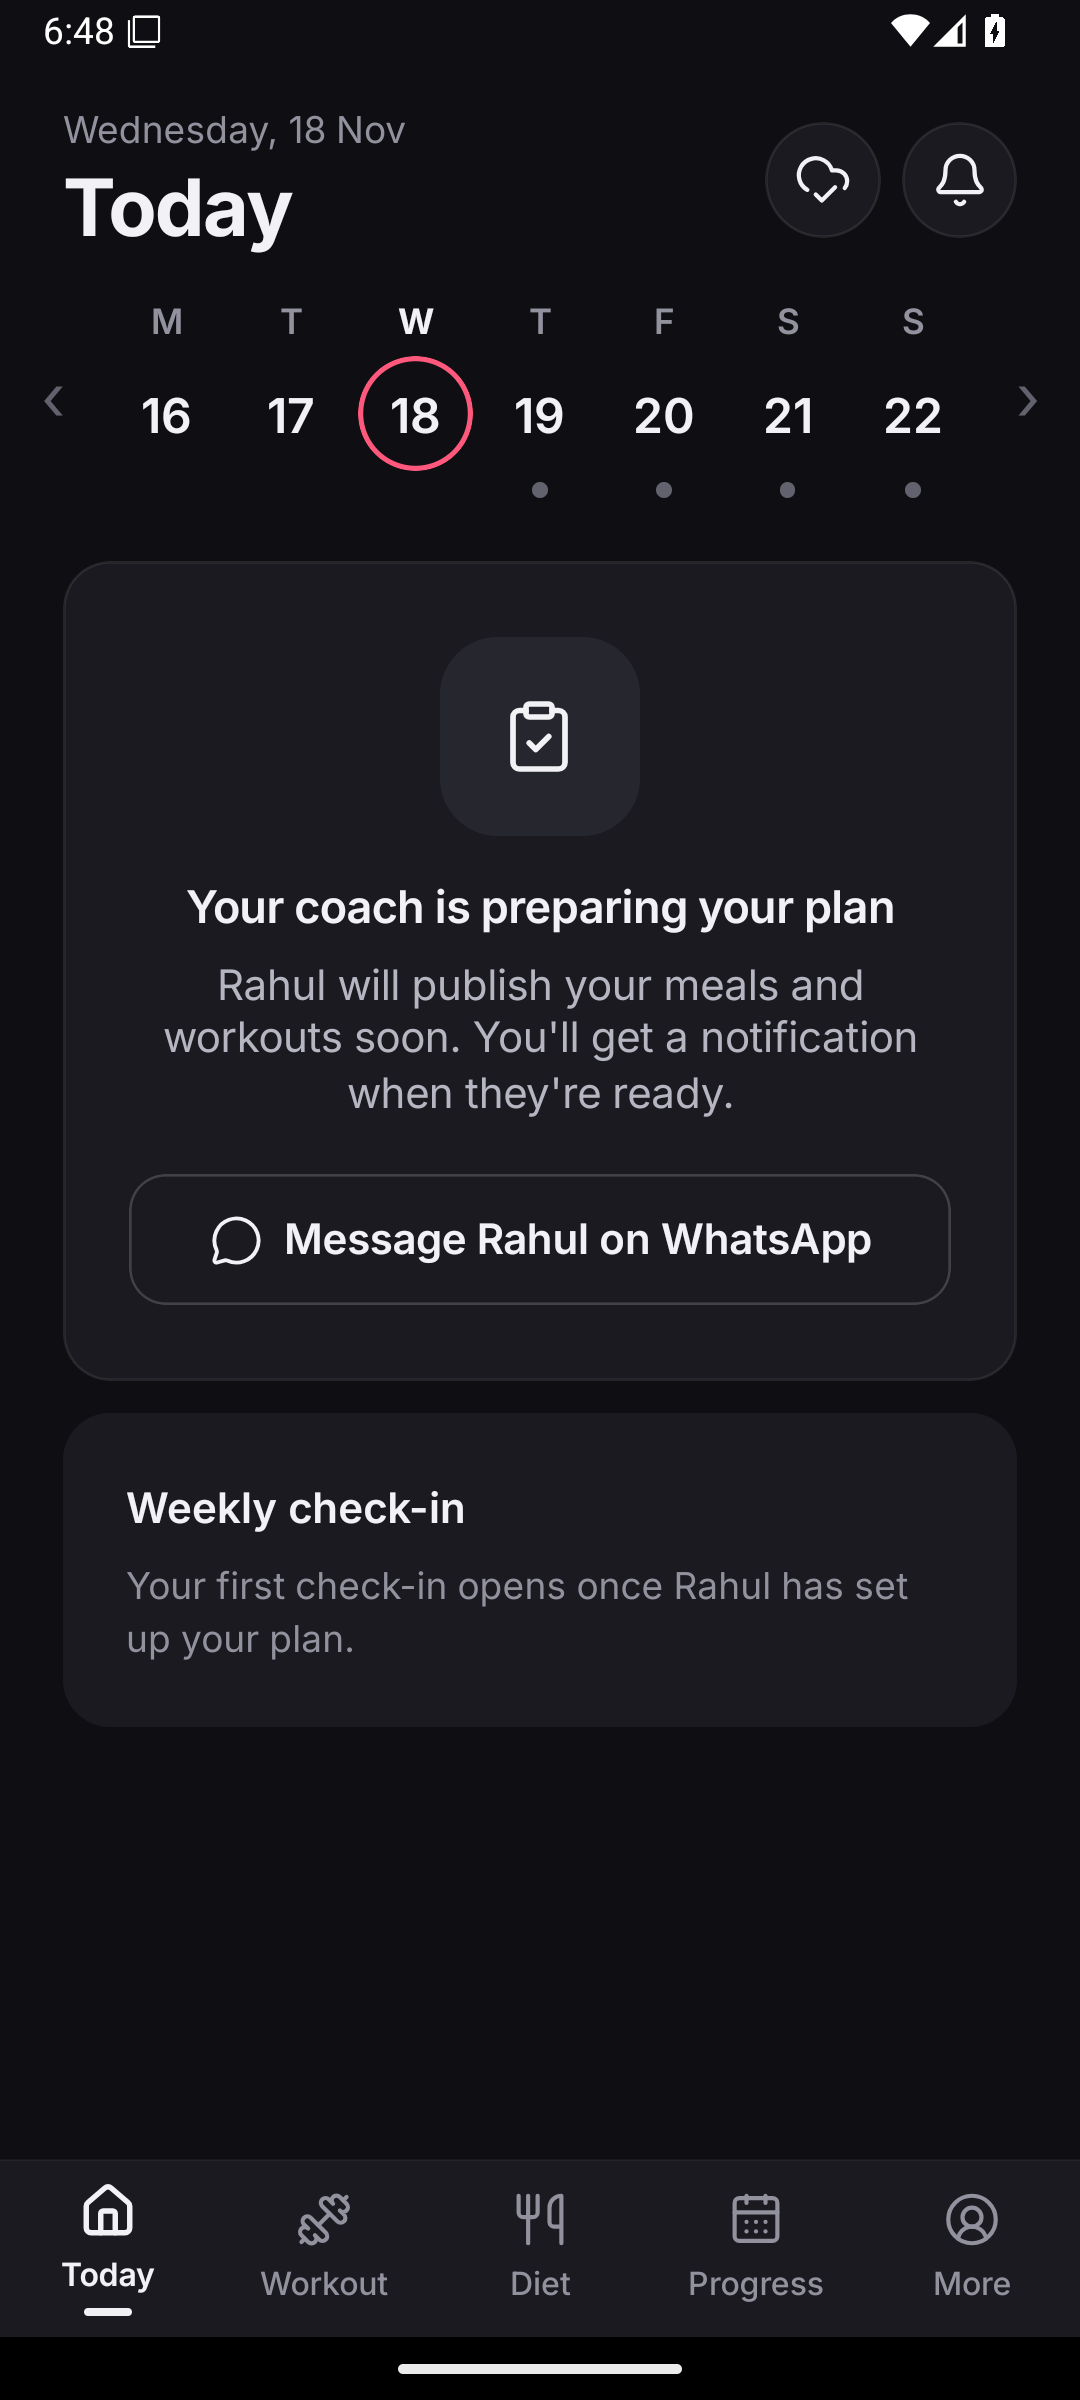 6:48
Wednesday, 18 Nov
Today
M T W T F S S
16 17 18 19 20 21 22
Your coach is preparing your plan
Rahul will publish your meals and
workouts soon. You'll get a notification
when they're ready.
Message Rahul on WhatsApp
Weekly check-in
Your first check-in opens once Rahul has set
up your plan.
Today Workout Diet Progress More